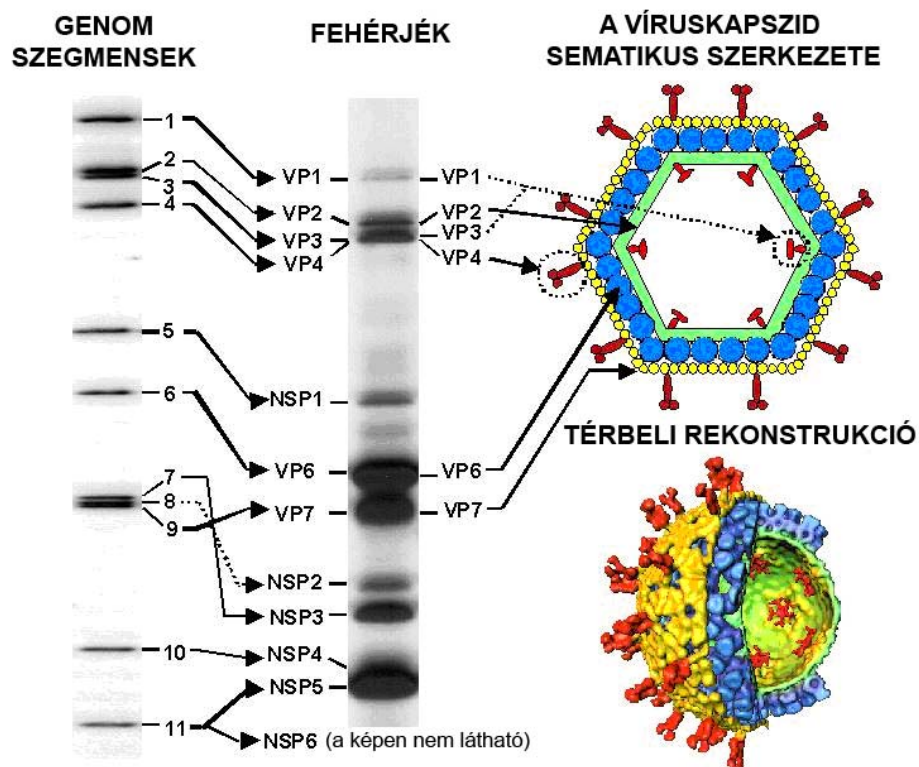 GENOM
SZEGMENSEK
FEHÉRJÉK
A VÍRUSKAPSZID
SEMATIKUS SZERKEZETE
1
2
3
4
5
6
7
8
9
10
11
VP1
VP2
VP3
VP4
NSP1
VP6
VP7
NSP2
NSP3
NSP4
NSP5
NSP6 (a képen nem látható)
VP1
VP2
VP3
VP4
VP6
VP7
TÉRBELI REKONSTRUKCIÓ